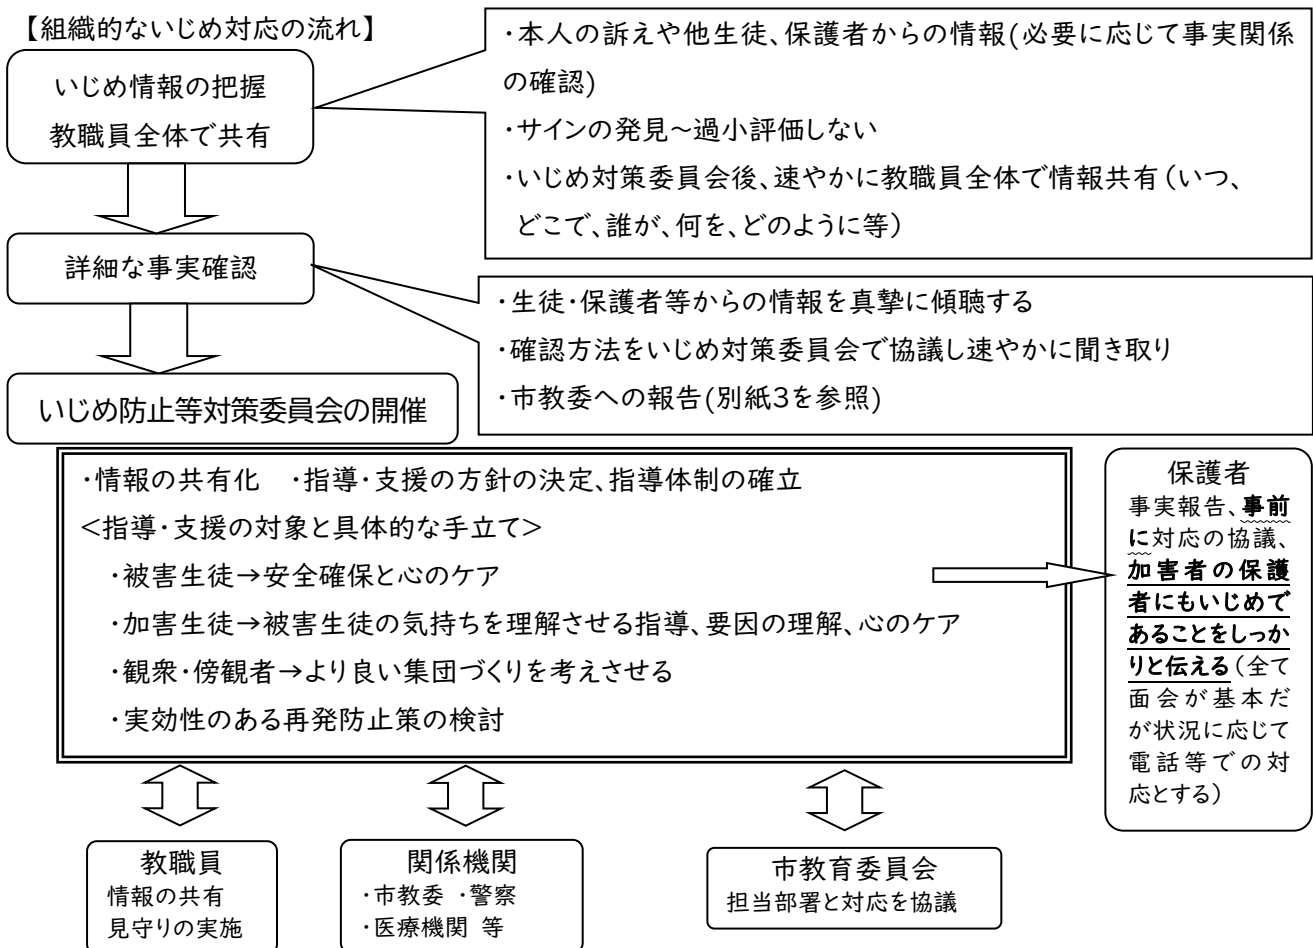 【組織的ないじめ対応の流れ】
いじめ情報の把握
教職員全体で共有
・本人の訴えや他生徒、保護者からの情報(必要に応じて事実関係
の確認)
・サインの発見~過小評価しない
・いじめ対策委員会後、速やかに教職員全体で情報共有(いつ、
どこで、誰が、何を、どのように等)
詳細な事実確認
・生徒・保護者等からの情報を真摯に傾聴する
・確認方法をいじめ対策委員会で協議し速やかに聞き取り
・市教委への報告(別紙3を参照)
いじめ防止等対策委員会の開催
・情報の共有化 ・指導・支援の方針の決定、指導体制の確立
<指導・支援の対象と具体的な手立て>
・被害生徒→安全確保と心のケア
・加害生徒→被害生徒の気持ちを理解させる指導、要因の理解、心のケア
・観衆・傍観者→より良い集団づくりを考えさせる
・実効性のある再発防止策の検討
保護者
事実報告、事前
に対応の協議、
加害者の保護
者にもいじめで
あることをしっか
りと伝える(全て
面会が基本だ
が状況に応じて
電話等での対
応とする)
教職員
情報の共有
見守りの実施
関係機関
・市教委 ・警察
・医療機関 等
市教育委員会
担当部署と対応を協議